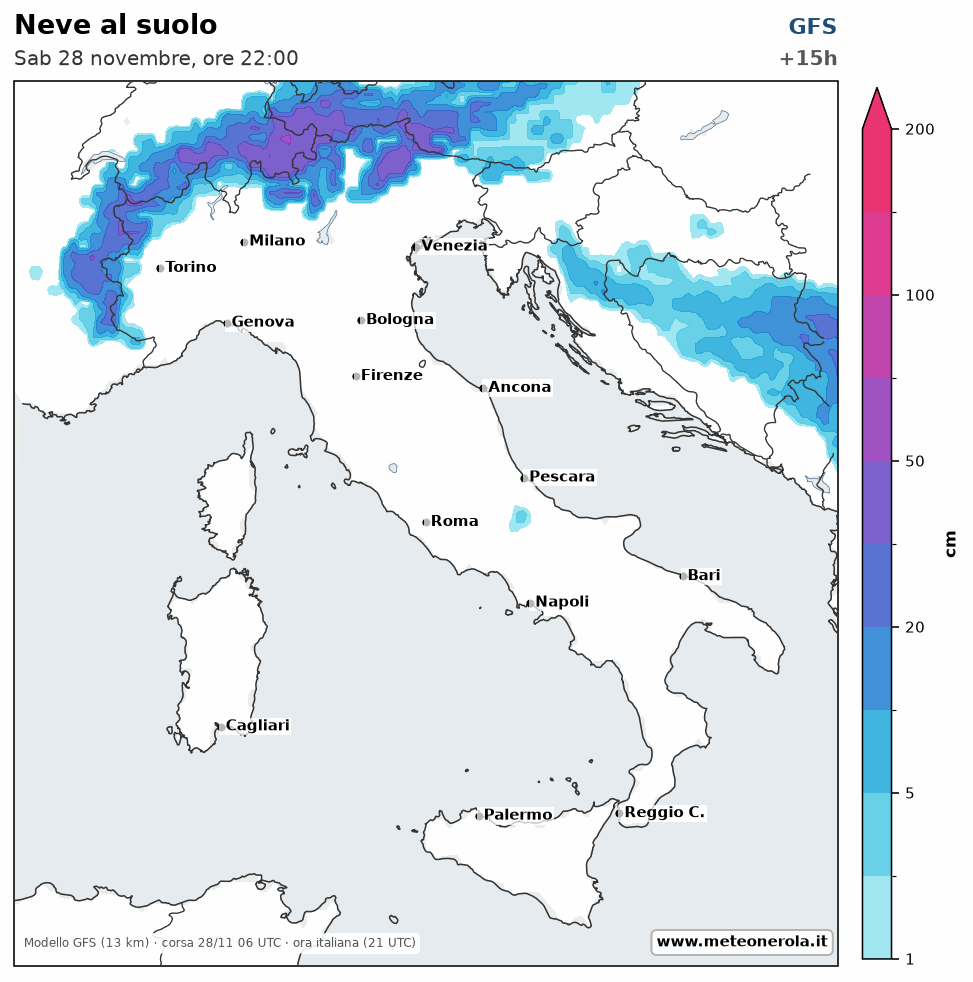 Neve al suolo
GFS
Sab 28 novembre, ore 22:00
+15h
200
Milano
Venezia
Torino
100
Genova
Bologna
Firenze
Ancona
50
Pescara
Roma
cm
Bari
Napoli
20
Cagliari
5
Palermo
Reggio C.
Modello GFS (13 km) · corsa 28/11 06 UTC · ora italiana (21 UTC)
www.meteonerola.it
1